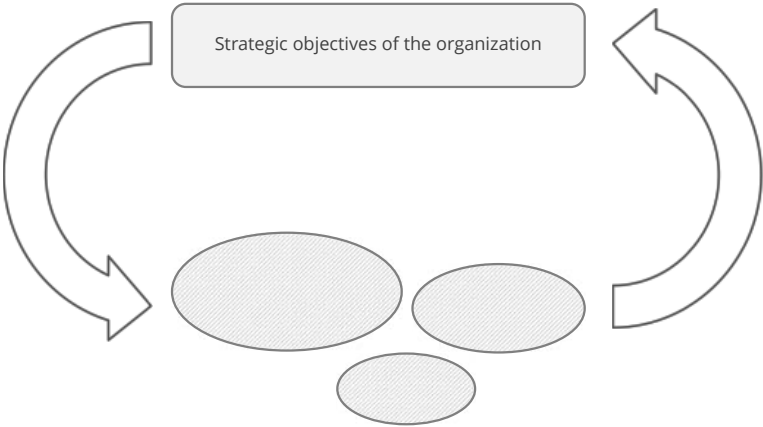 Strategic objectives of the organization